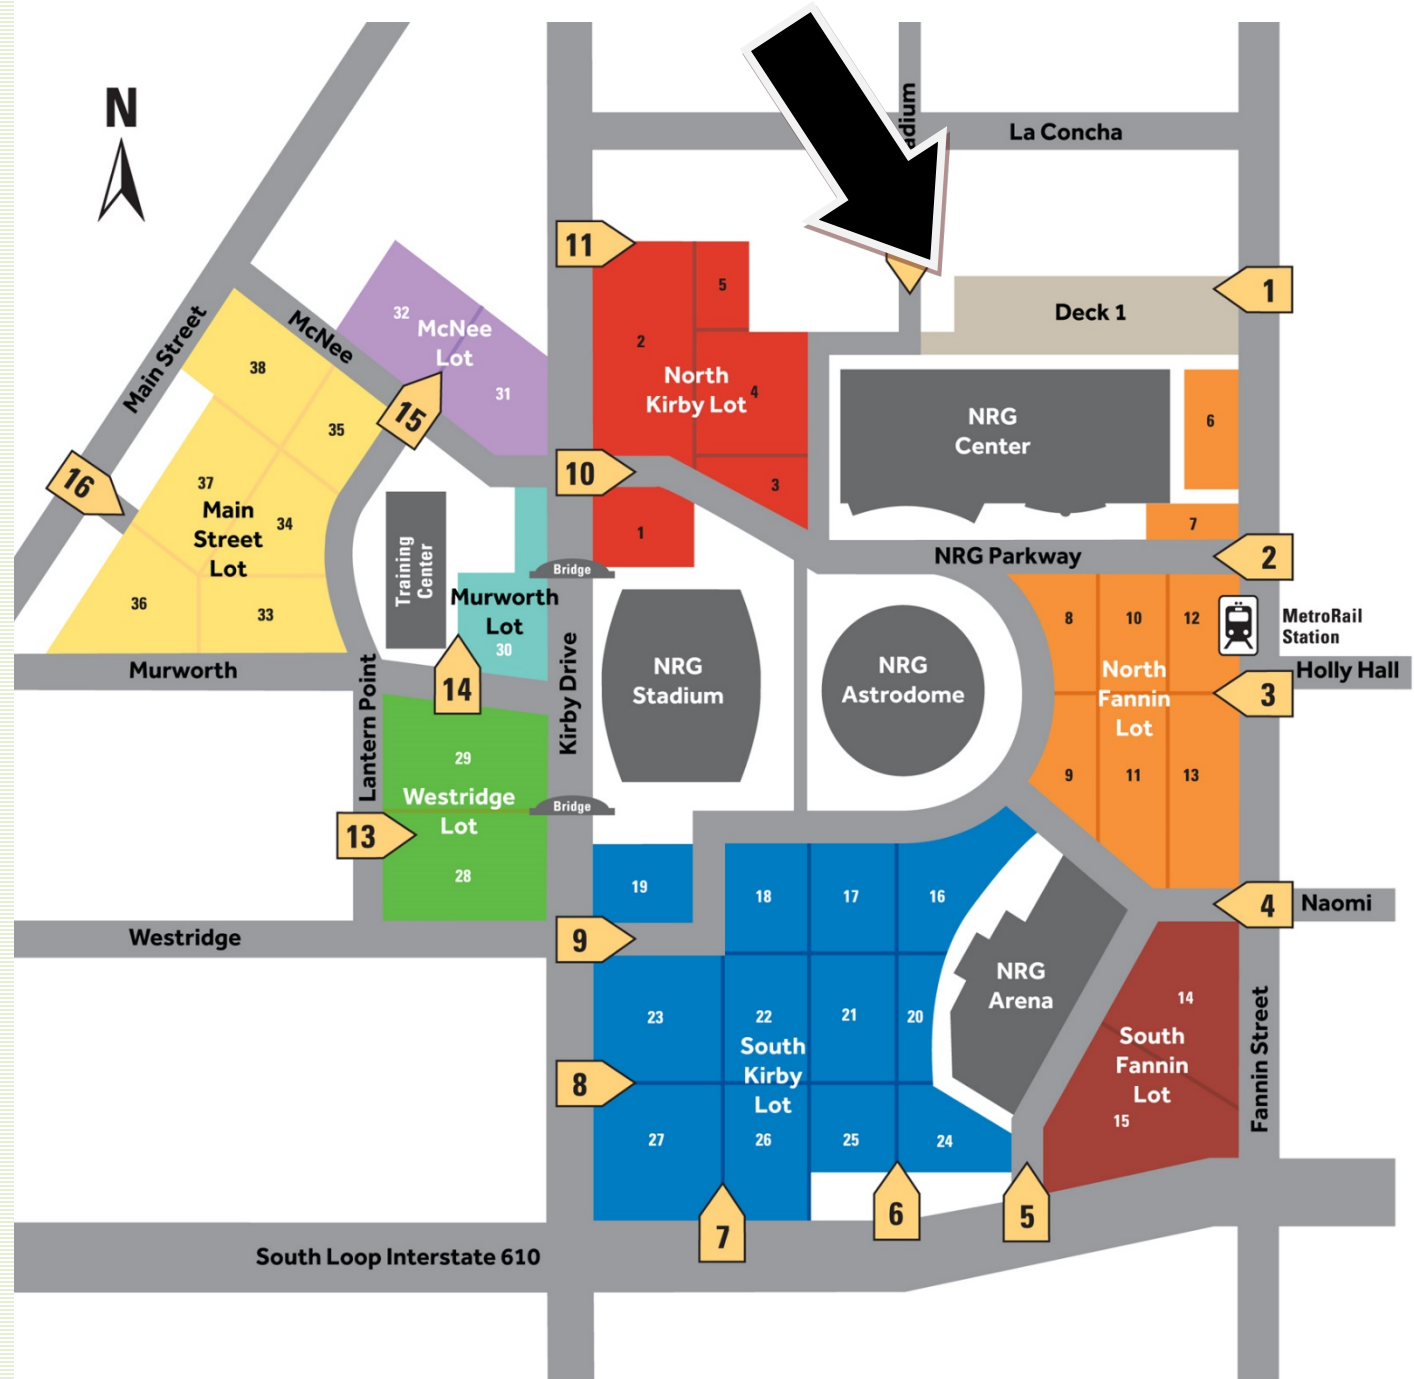 N
La Concha
11
1
Deck 1
5
2
North
Kirby Lot
4
3
10
1
32
McNee
Lot
31
McNee
Main Street
38
35
15
16
37
Main
Street
Lot
34
36
33
NRG
Center
6
7
NRG Parkway
2
Training
Center
Bridge
Murworth
Lot
30
14
Murworth
Lantern Point
Kirby Drive
NRG
Stadium
NRG
Astrodome
8
10
12
North
Fannin
Lot
9
11
13
MetroRail
Station
Holly Hall
3
29
Westridge
Lot
28
13
Bridge
Westridge
9
19
18
17
16
4
Naomi
NRG
Arena
23
22
21
20
South
Kirby
Lot
8
27
26
25
24
14
South
Fannin
Lot
15
Fannin Street
7
6
5
South Loop Interstate 610